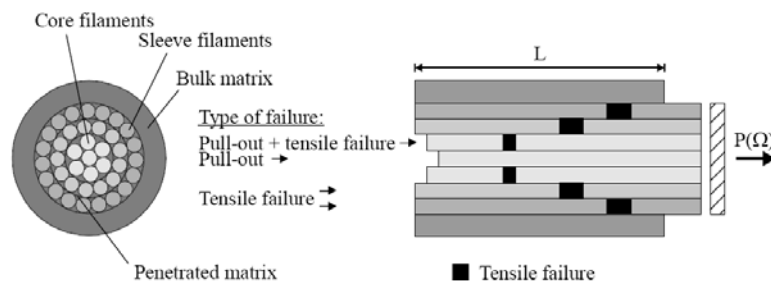 Core filaments
Sleeve filaments
Bulk matrix
Type of failure:
Pull-out + tensile failure
Pull-out
Tensile failure
Penetrated matrix
L
P(Ω)
Tensile failure